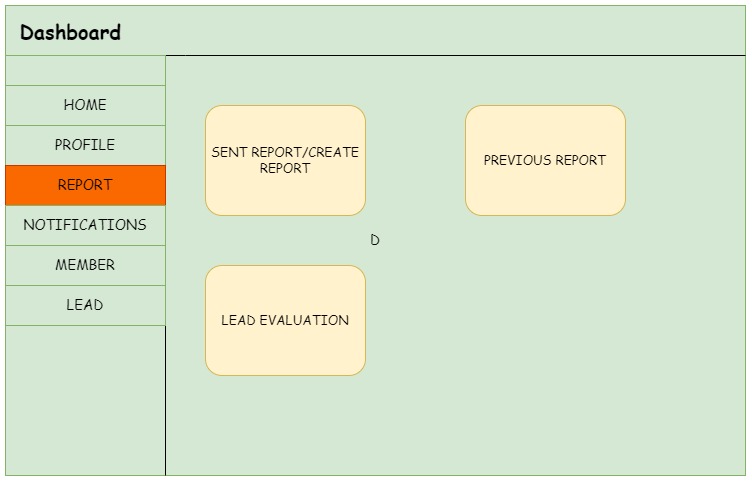 Dashboard
HOME
PROFILE
REPORT
NOTIFICATIONS
MEMBER
LEAD
SENT REPORT/CREATE
REPORT
PREVIOUS REPORT
D
LEAD EVALUATION